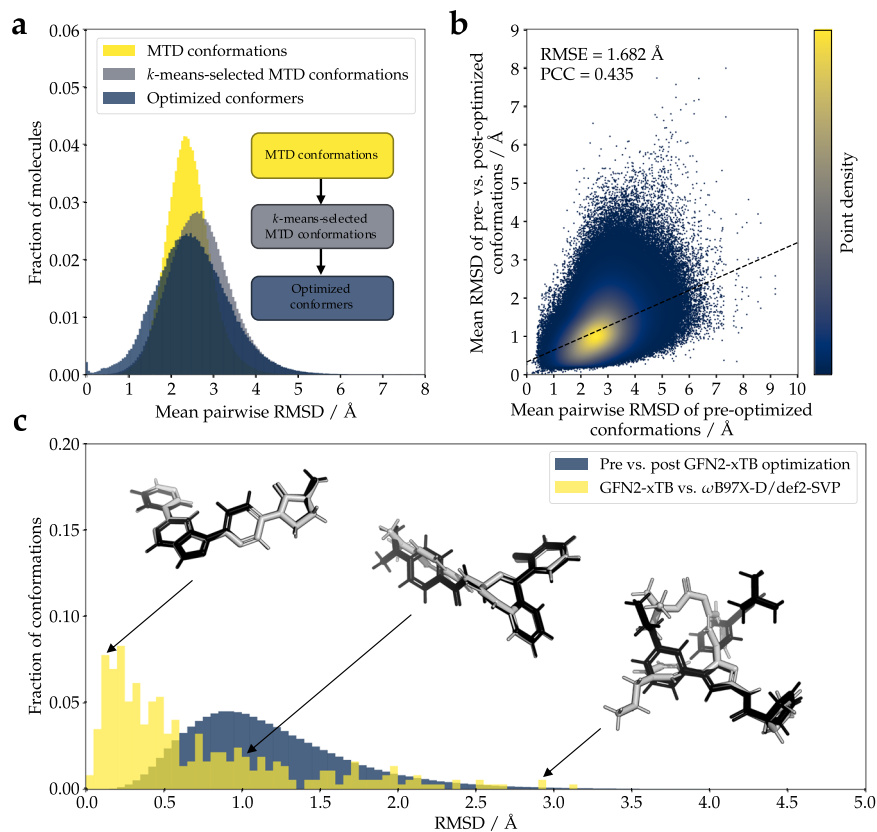 a
0.06
0.05
0.04
0.03
0.02
0.01
0.00
Fraction of molecules
MTD conformations
k-means-selected MTD conformations
Optimized conformers
MTD conformations
k-means-selected
MTD conformations
Optimized
conformers
0 1 2 3 4 5 6 7 8
Mean pairwise RMSD / Å
b
9
8
7
6
5
4
3
2
1
0
Mean RMSD of pre- vs. post-optimized
conformations / Å
RMSE = 1.682 Å
PCC = 0.435
0 1 2 3 4 5 6 7 8 9 10
Mean pairwise RMSD of pre-optimized
conformations / Å
Point density
c
0.20
0.15
0.10
0.05
0.00
Fraction of conformations
Pre vs. post GFN2-xTB optimization
GFN2-xTB vs. ωB97X-D/def2-SVP
0.0 0.5 1.0 1.5 2.0 2.5 3.0 3.5 4.0 4.5 5.0
RMSD / Å